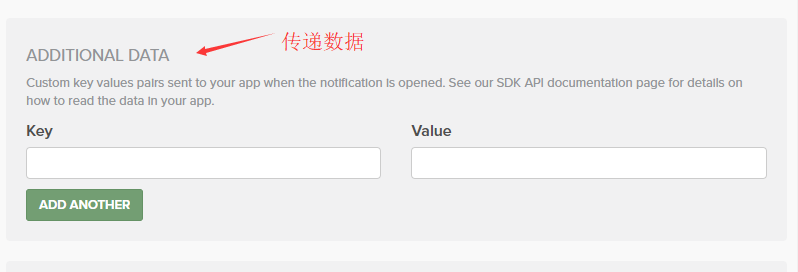 传递数据
ADDITIONAL DATA
Custom key values pairs sent to your app when the notification is opened. See our SDK API documentation page for details on
how to read the data in your app.
Key Value
ADD ANOTHER